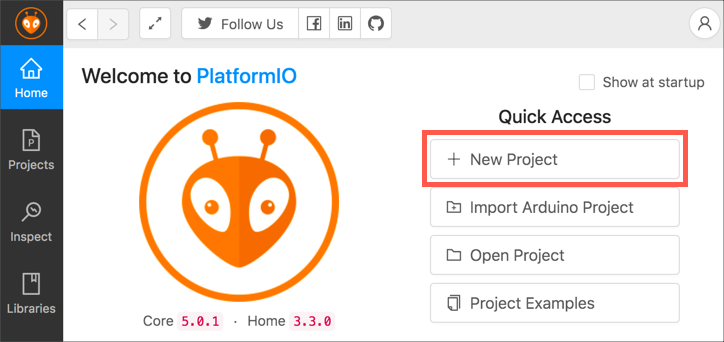 Follow Us
Welcome to PlatformIO
Show at startup
Home
Quick Access
New Project
Projects
Import Arduino Project
Inspect
Open Project
Libraries
Project Examples
Core 5.0.1 · Home 3.3.0